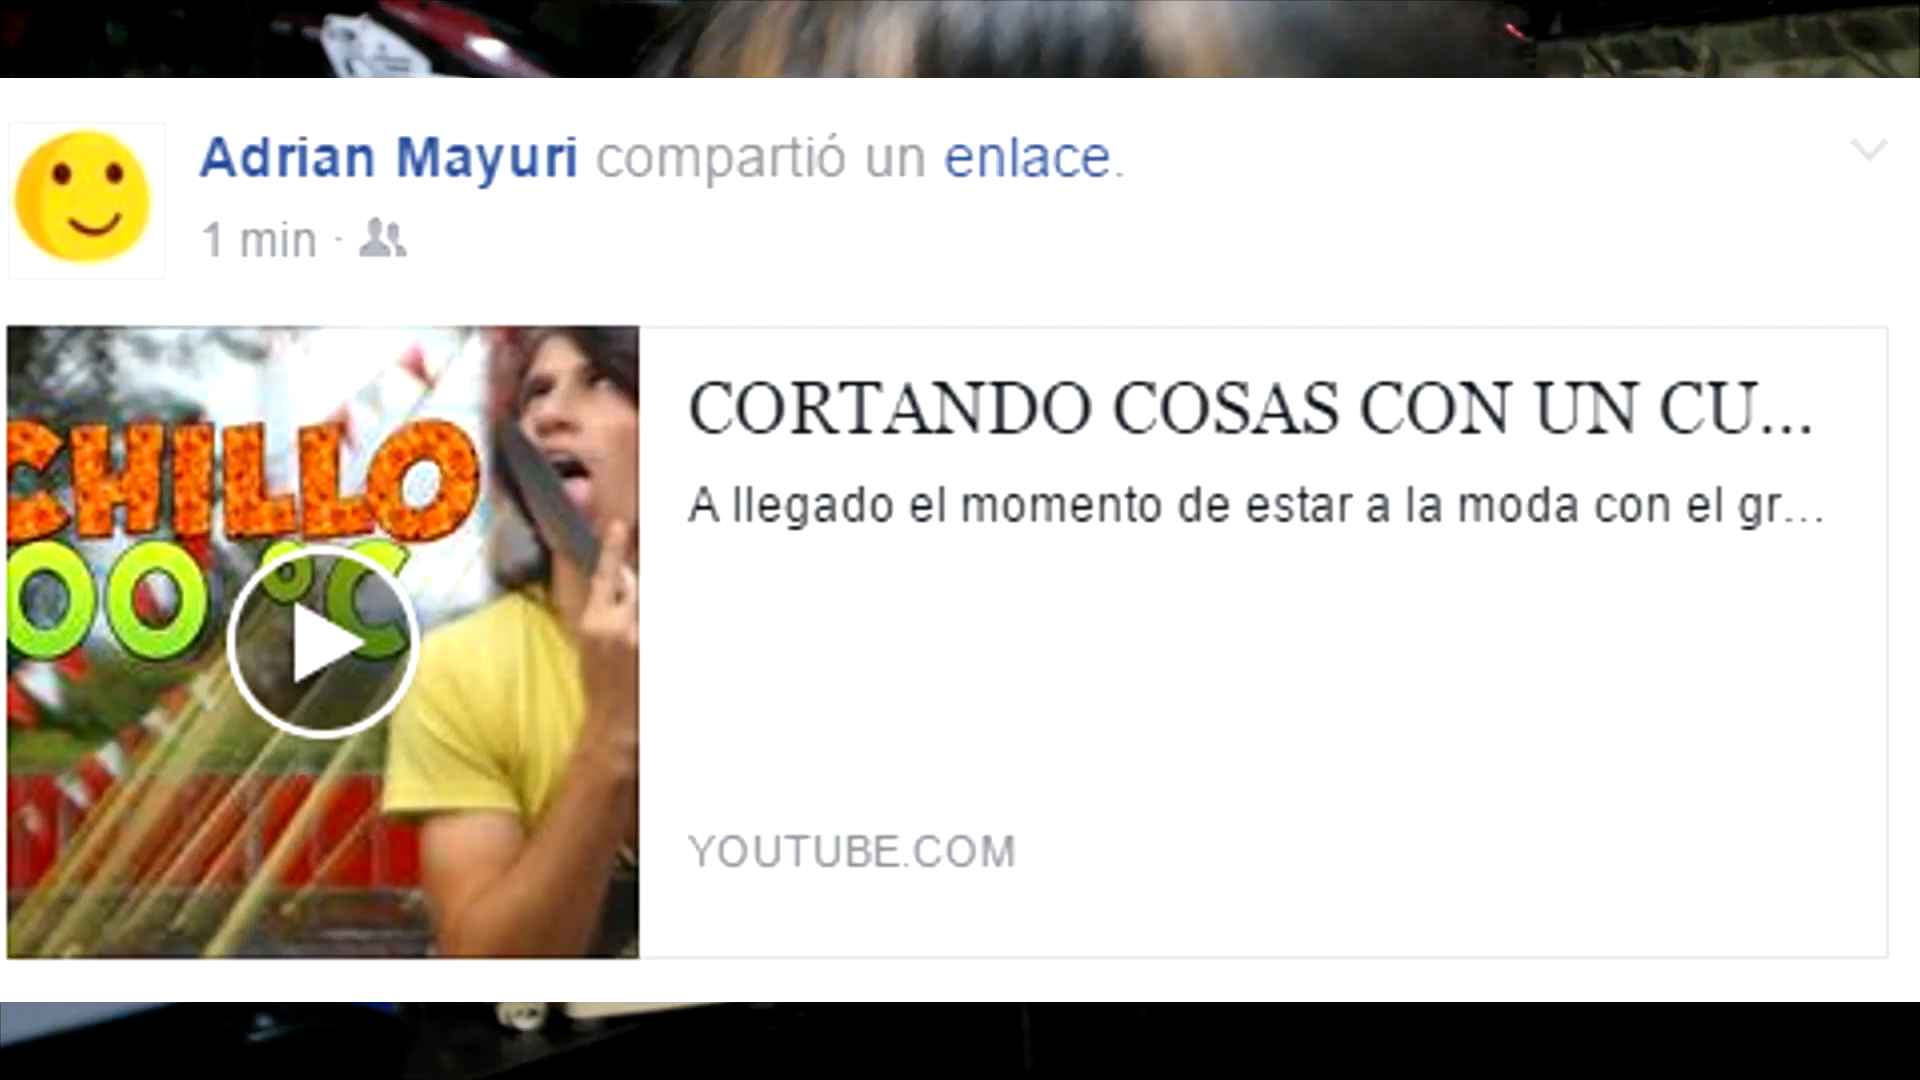 Adrian Mayuri compartió un enlace.
1 min ·
CHILLO
OO ºC
CORTANDO COSAS CON UN CU...
A llegado el momento de estar a la moda con el gr...
YOUTUBE.COM